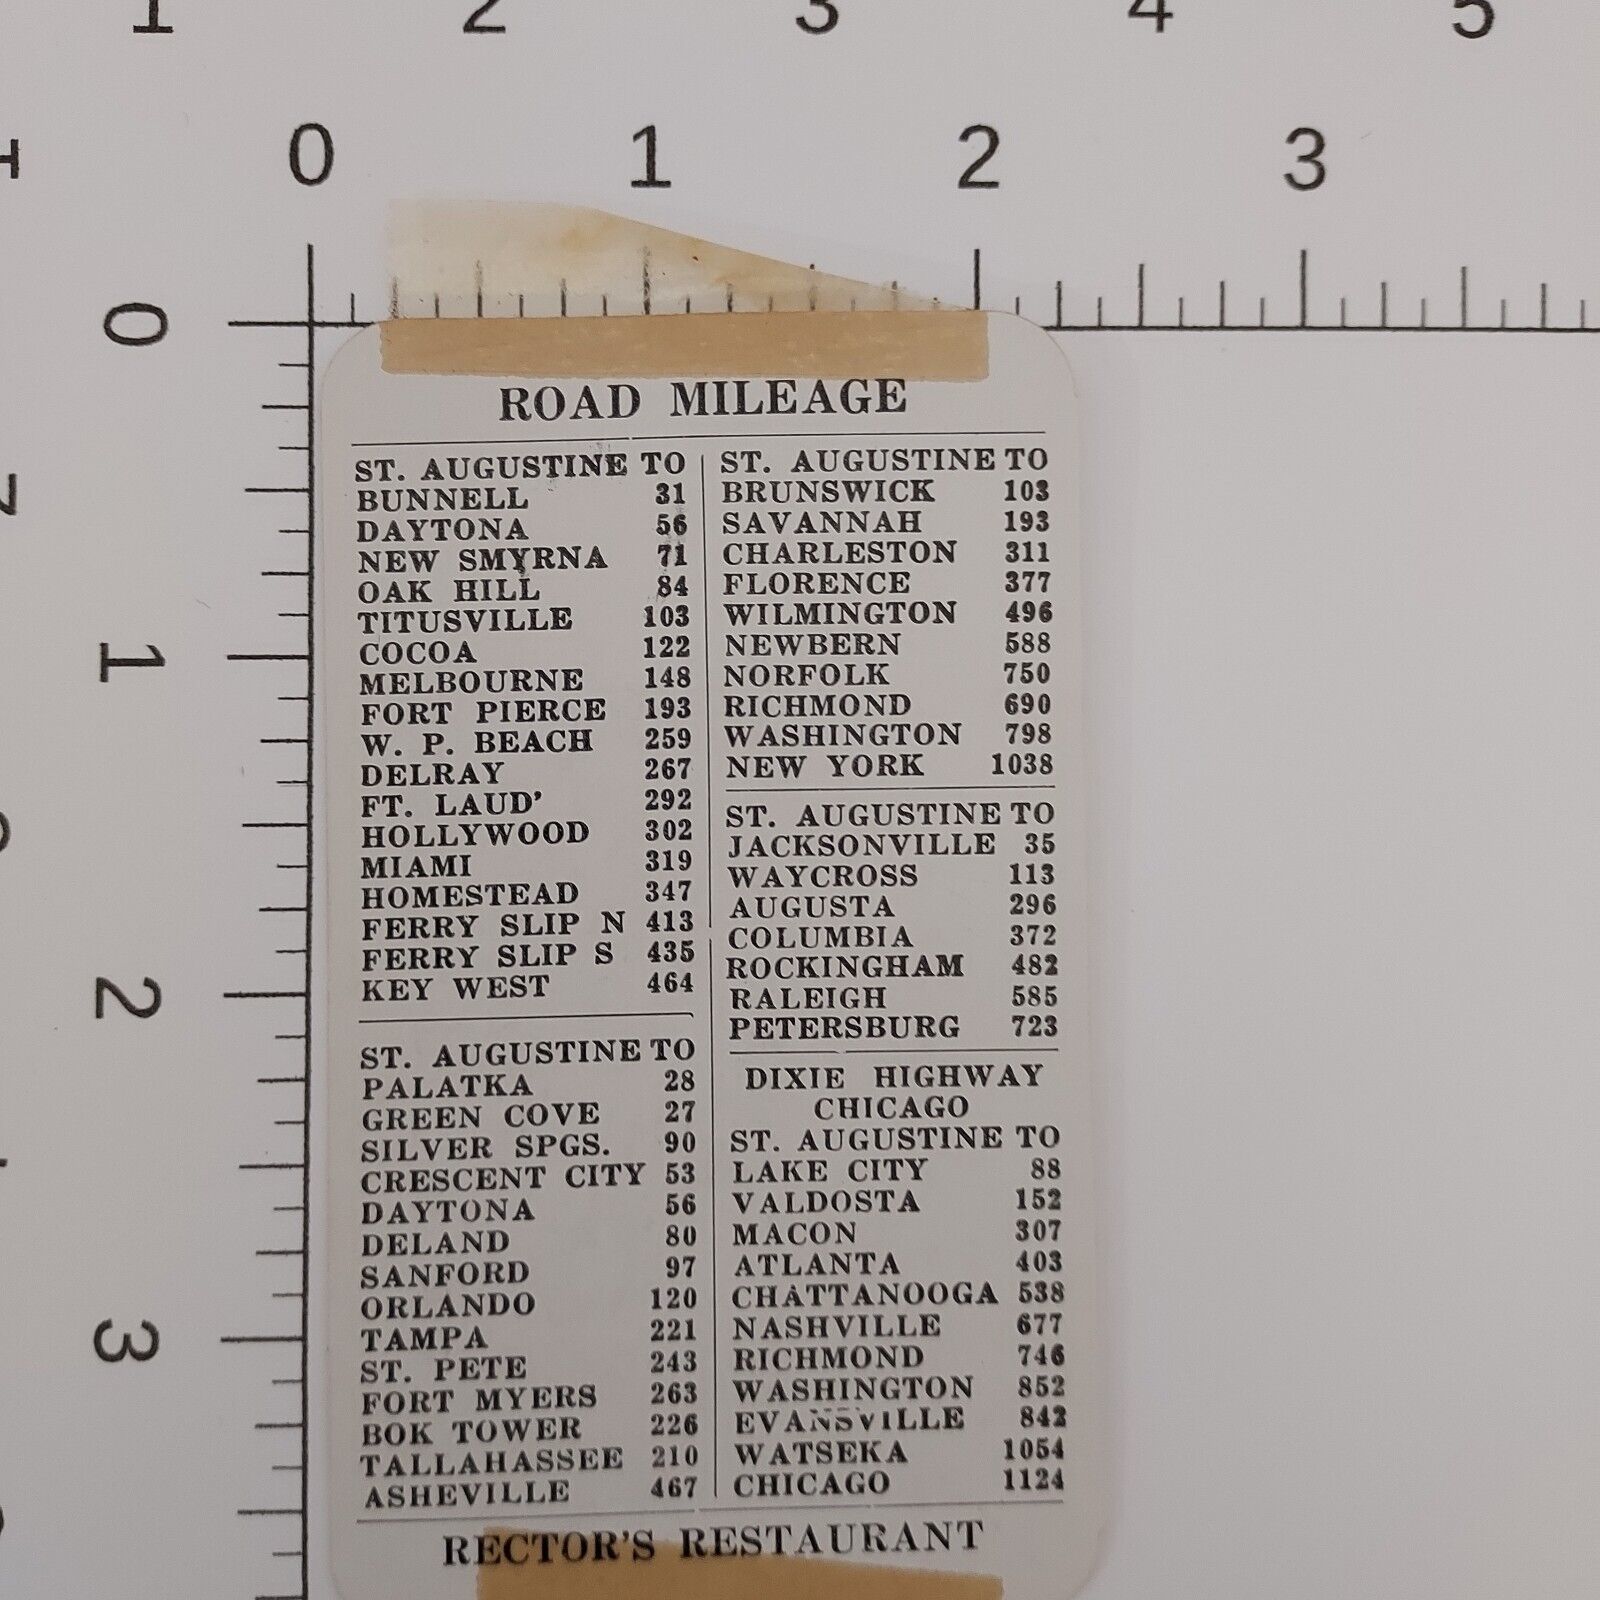 1 2 3 4 5
0 1 2 3
0
1
2
3
ROAD MILEAGE
ST. AUGUSTINE TO
BUNNELL 31
DAYTONA 56
NEW SMYRNA 71
OAK HILL 84
TITUSVILLE 103
COCOA 122
MELBOURNE 148
FORT PIERCE 193
W. P. BEACH 259
DELRAY 267
FT. LAUD' 292
HOLLYWOOD 302
MIAMI 319
HOMESTEAD 347
FERRY SLIP N 413
FERRY SLIP S 435
KEY WEST 464
ST. AUGUSTINE TO
PALATKA 28
GREEN COVE 27
SILVER SPGS. 90
CRESCENT CITY 53
DAYTONA 56
DELAND 80
SANFORD 97
ORLANDO 120
TAMPA 221
ST. PETE 243
FORT MYERS 263
BOK TOWER 226
TALLAHASSEE 210
ASHEVILLE 467
ST. AUGUSTINE TO
BRUNSWICK 103
SAVANNAH 193
CHARLESTON 311
FLORENCE 377
WILMINGTON 496
NEWBERN 588
NORFOLK 750
RICHMOND 690
WASHINGTON 798
NEW YORK 1038
ST. AUGUSTINE TO
JACKSONVILLE 35
WAYCROSS 113
AUGUSTA 296
COLUMBIA 372
ROCKINGHAM 482
RALEIGH 585
PETERSBURG 723
DIXIE HIGHWAY
CHICAGO
ST. AUGUSTINE TO
LAKE CITY 88
VALDOSTA 152
MACON 307
ATLANTA 403
CHATTANOOGA 538
NASHVILLE 677
RICHMOND 746
WASHINGTON 852
EVANSVILLE 842
WATSEKA 1054
CHICAGO 1124
RECTOR'S RESTAURANT